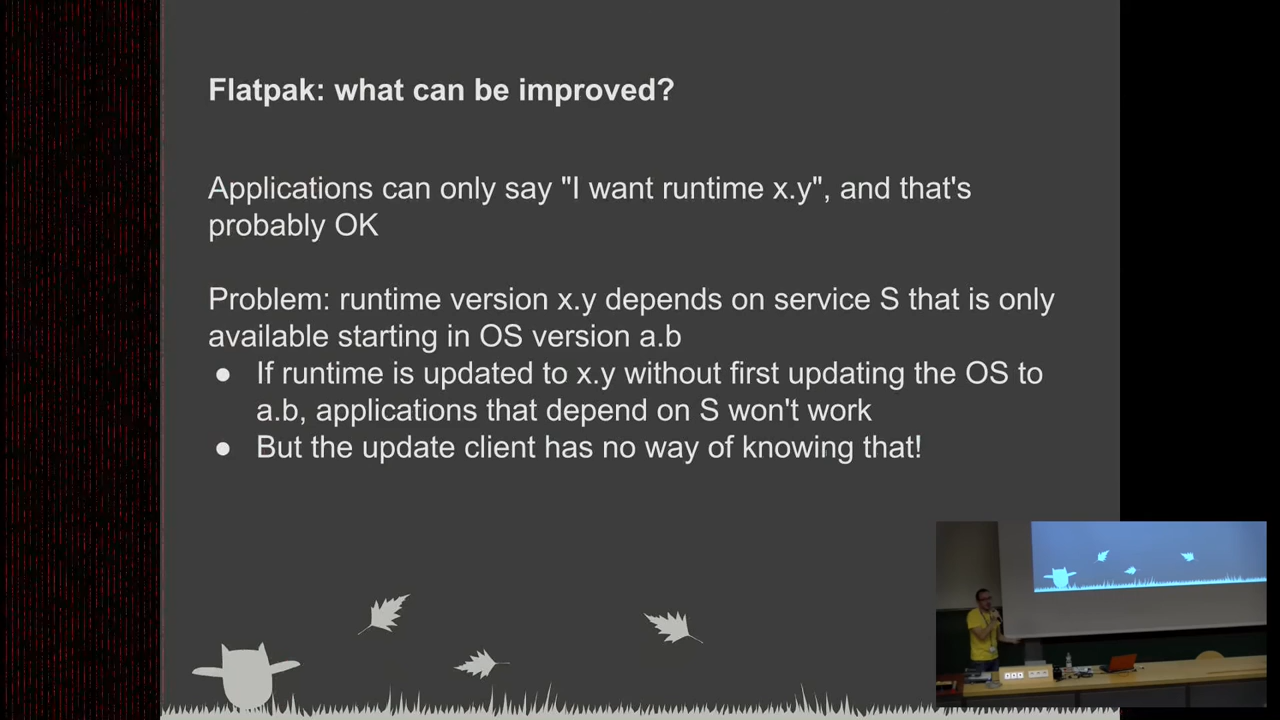 Flatpak: what can be improved?
Applications can only say "I want runtime x.y", and that's
probably OK
Problem: runtime version x.y depends on service S that is only
available starting in OS version a.b
● If runtime is updated to x.y without first updating the OS to
a.b, applications that depend on S won't work
● But the update client has no way of knowing that!